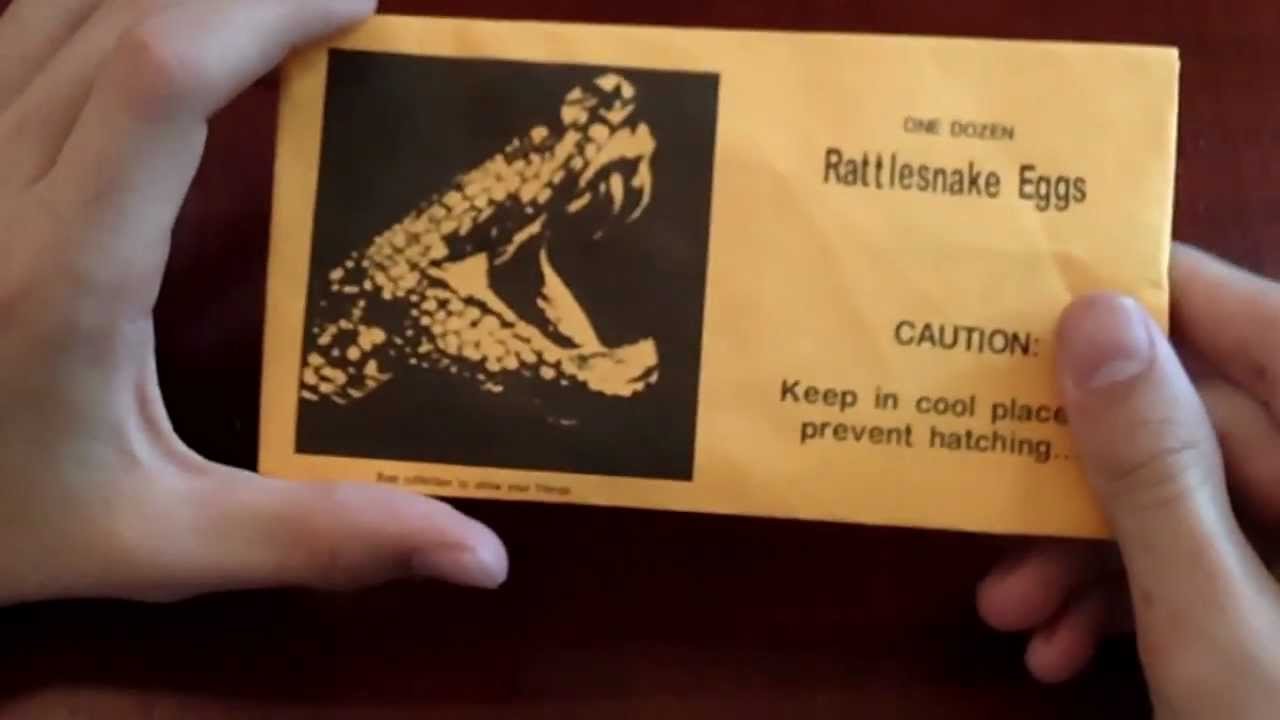 ONE DOZEN
Rattlesnake Eggs
CAUTION:
Keep in cool place
prevent hatching...